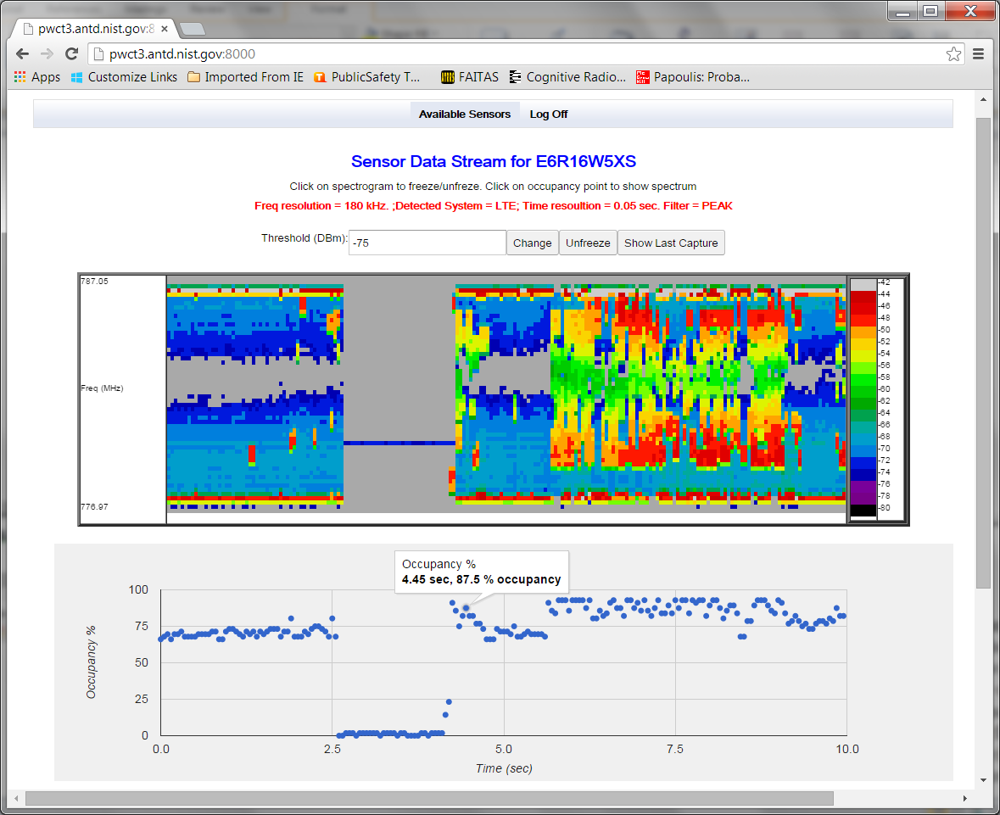 pwct3.antd.nist.gov:8
pwct3.antd.nist.gov:8000
Apps Customize Links Imported From IE PublicSafety T... FAITAS Cognitive Radio... Papoulis: Proba...
Available Sensors Log Off
Sensor Data Stream for E6R16W5XS
Click on spectrogram to freeze/unfreze. Click on occupancy point to show spectrum
Freq resolution = 180 kHz. ;Detected System = LTE; Time resoultion = 0.05 sec. Filter = PEAK
Threshold (DBm): -75 Change Unfreeze Show Last Capture
787.05
Freq (MHz)
776.97
-42
-44
-46
-48
-50
-52
-54
-56
-58
-60
-62
-64
-66
-68
-70
-72
-74
-76
-78
-80
Occupancy %
4.45 sec, 87.5 % occupancy
100
75
50
25
0
Occupancy %
0.0 2.5 5.0 7.5 10.0
Time (sec)